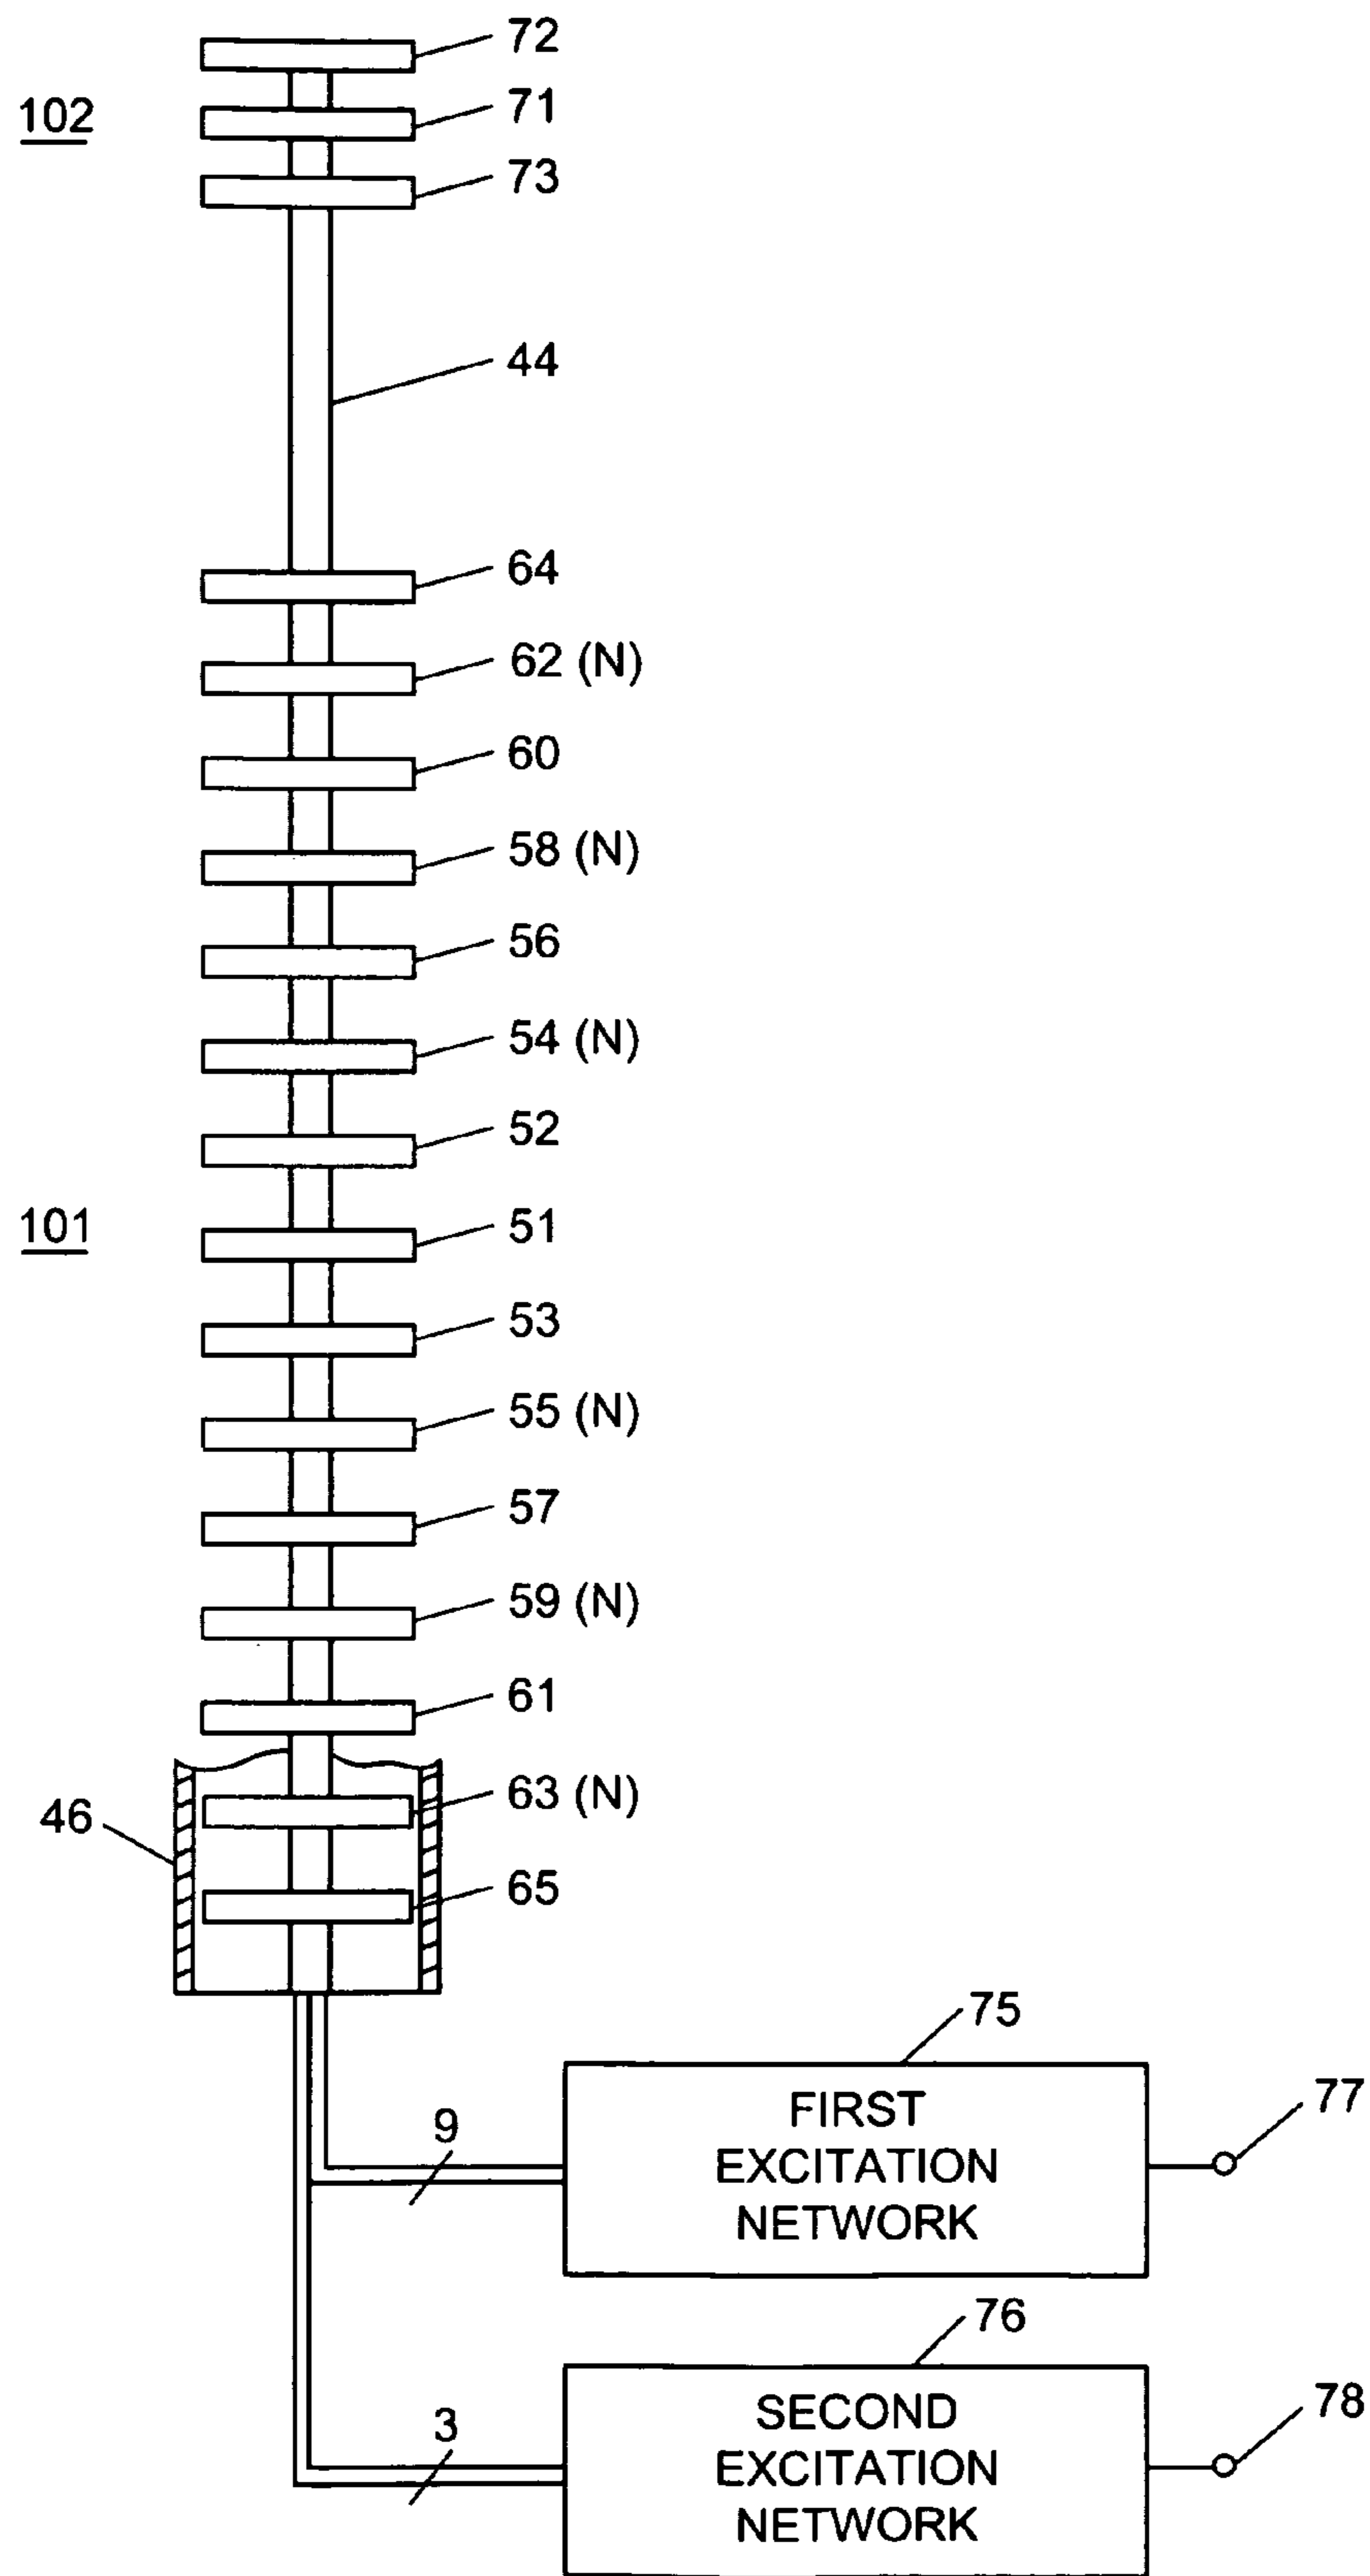 72
102
71
73
44
64
62 (N)
60
58 (N)
56
54 (N)
52
101
51
53
55 (N)
57
59 (N)
61
63 (N)
46
65
75
FIRST
EXCITATION
NETWORK
77
9
76
SECOND
EXCITATION
NETWORK
78
3